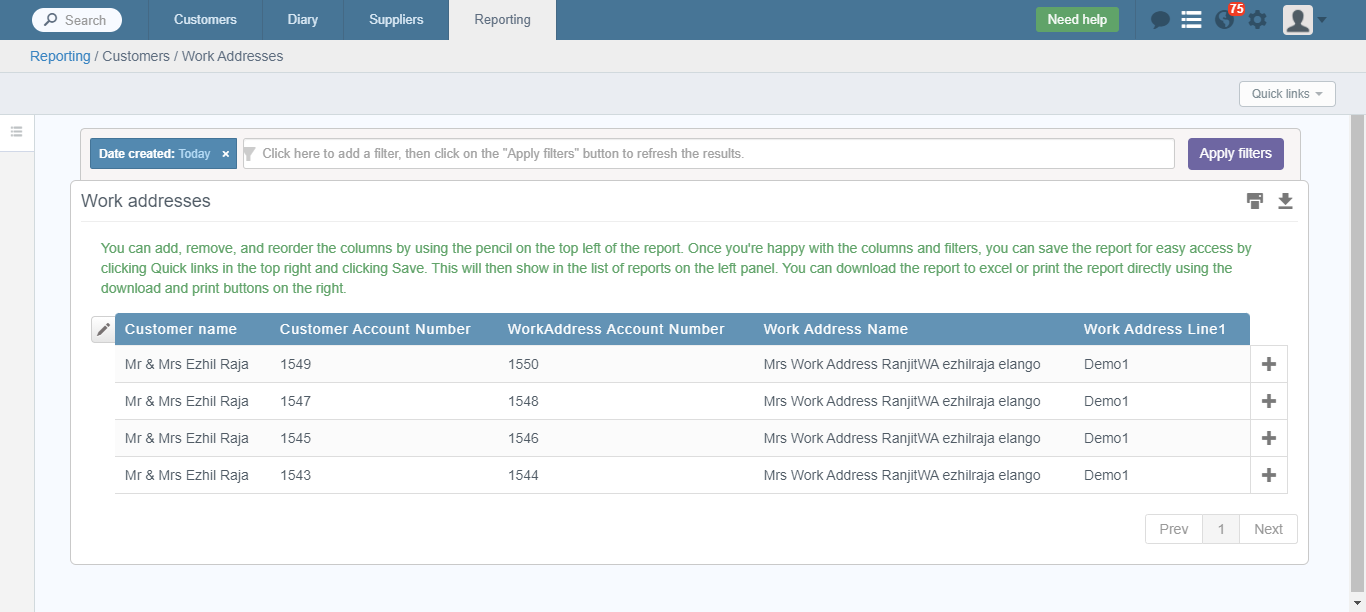 Search Customers Diary Suppliers Reporting Need help 75
Reporting / Customers / Work Addresses
Quick links
Date created: Today × Click here to add a filter, then click on the "Apply filters" button to refresh the results. Apply filters
Work addresses
You can add, remove, and reorder the columns by using the pencil on the top left of the report. Once you're happy with the columns and filters, you can save the report for easy access by
clicking Quick links in the top right and clicking Save. This will then show in the list of reports on the left panel. You can download the report to excel or print the report directly using the
download and print buttons on the right.
Customer name Customer Account Number WorkAddress Account Number Work Address Name Work Address Line1
Mr & Mrs Ezhil Raja 1549 1550 Mrs Work Address RanjitWA ezhilraja elango Demo1
Mr & Mrs Ezhil Raja 1547 1548 Mrs Work Address RanjitWA ezhilraja elango Demo1
Mr & Mrs Ezhil Raja 1545 1546 Mrs Work Address RanjitWA ezhilraja elango Demo1
Mr & Mrs Ezhil Raja 1543 1544 Mrs Work Address RanjitWA ezhilraja elango Demo1
Prev 1 Next